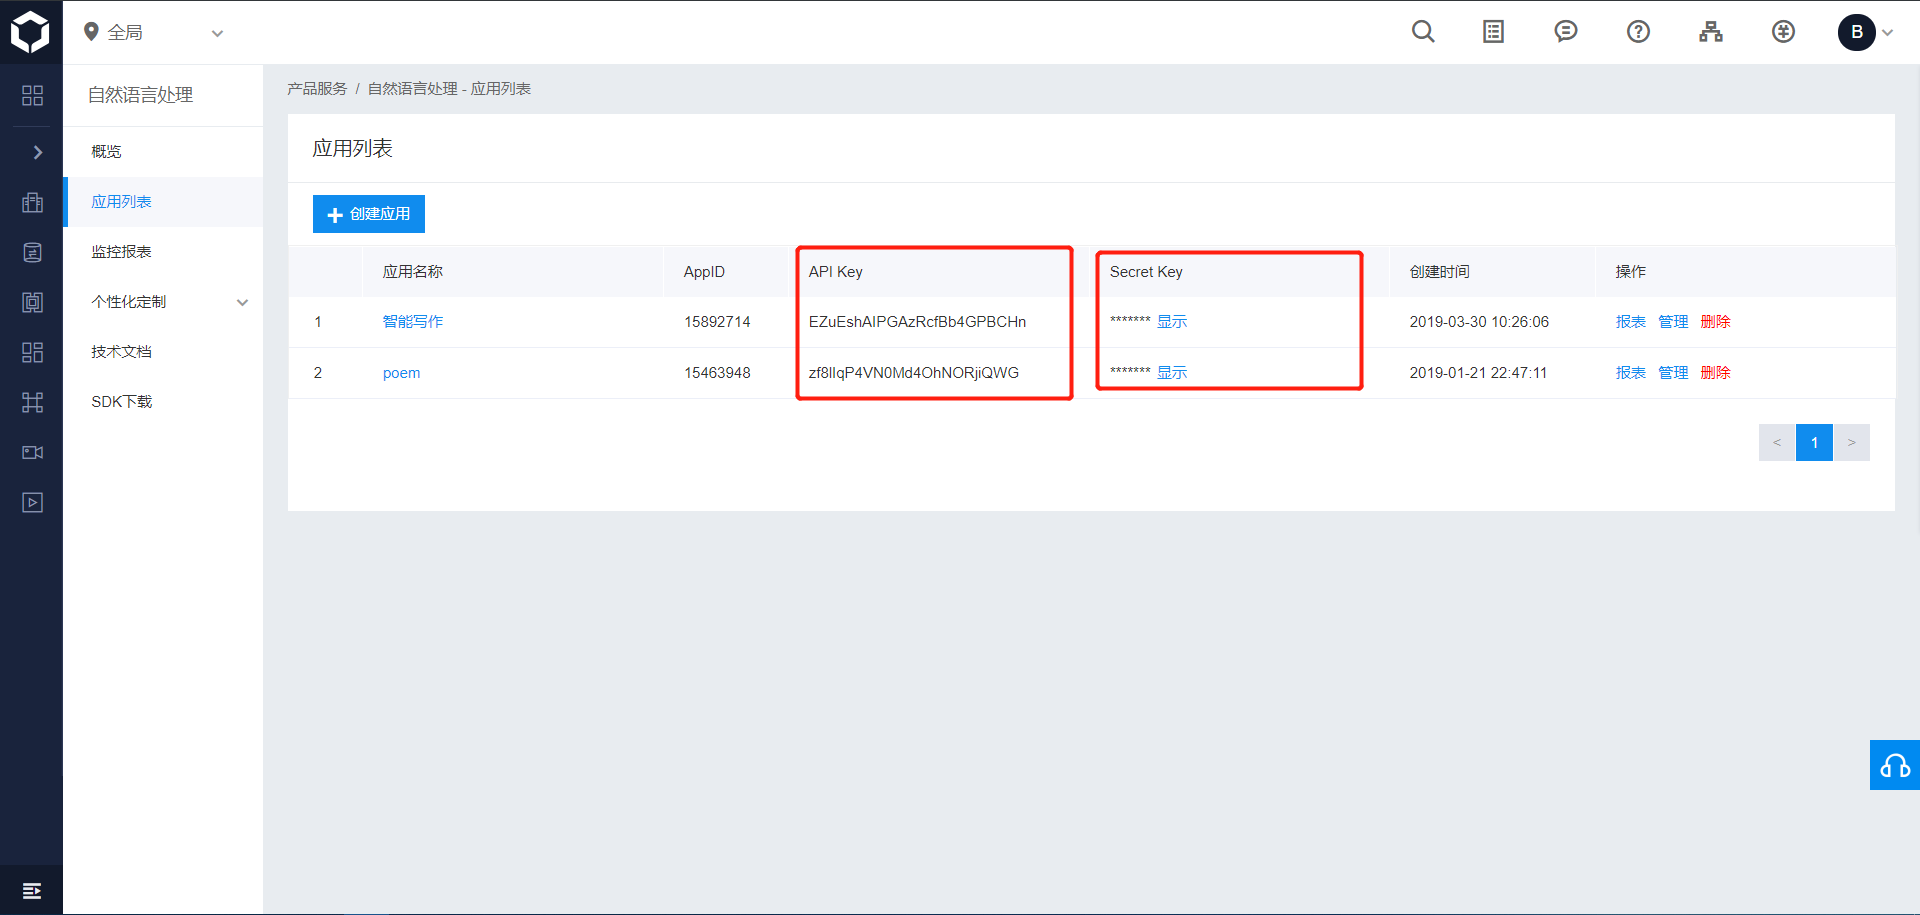 全局
B
自然语言处理
概览
应用列表
监控报表
个性化定制
技术文档
SDK下载
产品服务 / 自然语言处理 - 应用列表
应用列表
创建应用
应用名称 AppID API Key Secret Key 创建时间 操作
1 智能写作 15892714 EZuEshAIPGAzRcfBb4GPBCHn ******* 显示 2019-03-30 10:26:06 报表 管理 删除
2 poem 15463948 zf8lIqP4VN0Md4OhNORjiQWG ******* 显示 2019-01-21 22:47:11 报表 管理 删除
< 1 >